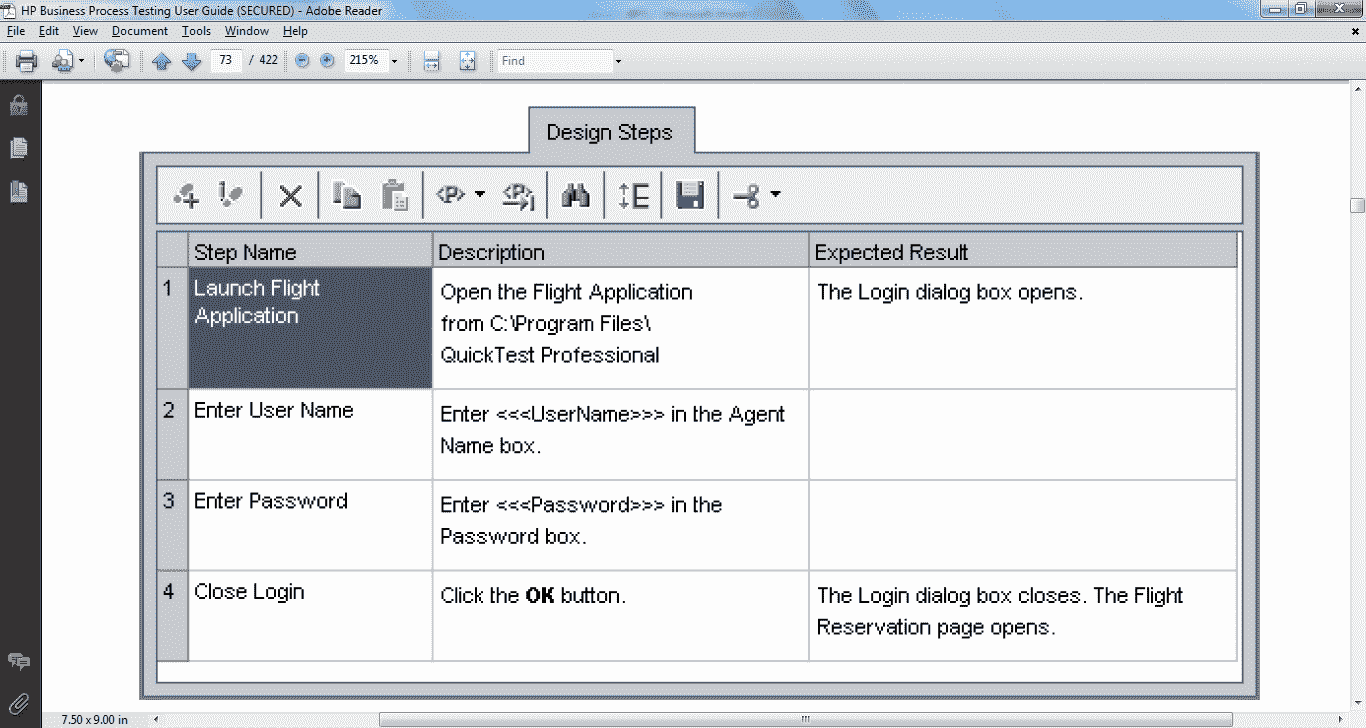 HP Business Process Testing User Guide (SECURED) - Adobe Reader
File Edit View Document Tools Window Help
73 / 422 215% Find
Design Steps
<P> <P>
Step Name Description Expected Result
1 Launch Flight Application Open the Flight Application from C:\Program Files\ QuickTest Professional The Login dialog box opens.
2 Enter User Name Enter <<<UserName>>> in the Agent Name box.
3 Enter Password Enter <<<Password>>> in the Password box.
4 Close Login Click the OK button. The Login dialog box closes. The Flight Reservation page opens.
7.50 x 9.00 in